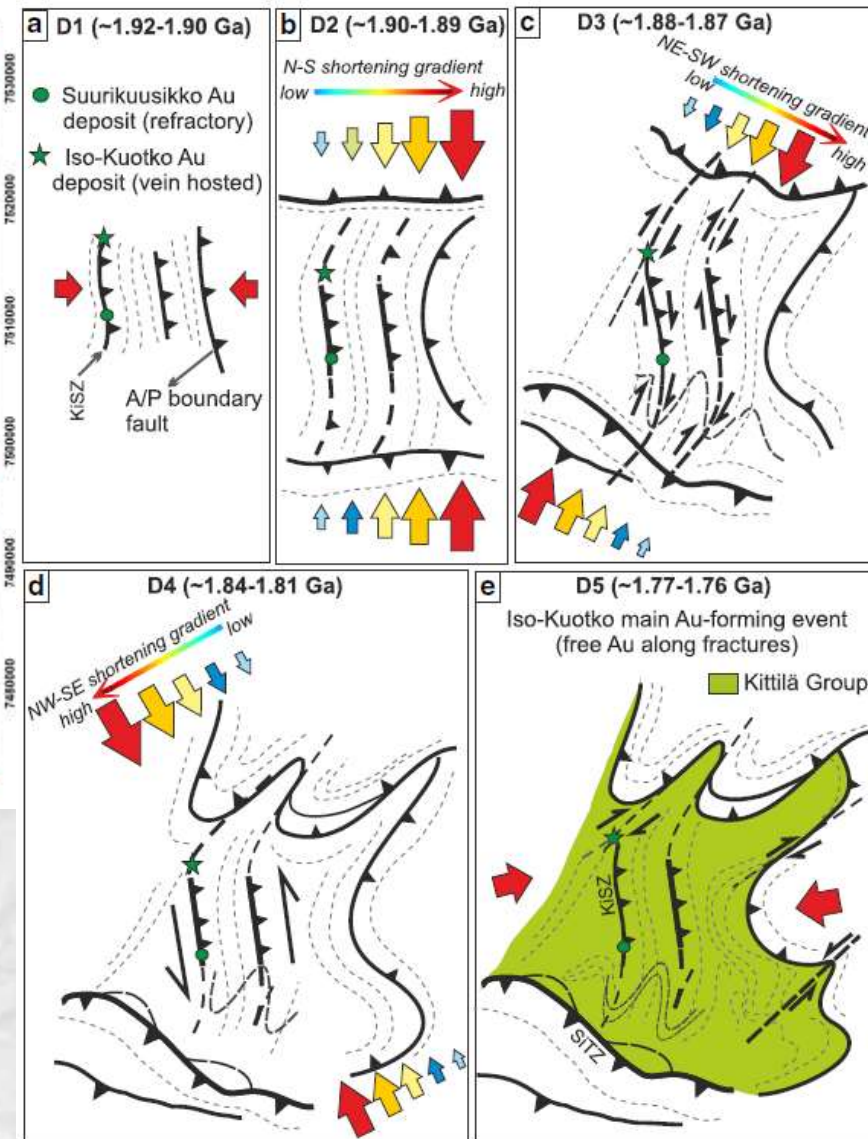 7530000
7520000
7510000
7500000
7490000
7480000
a D1 (~1.92-1.90 Ga)
Suurikuusikko Au
deposit (refractory)
Iso-Kuotko Au
deposit (vein hosted)
KiSZ
A/P boundary
fault
b D2 (~1.90-1.89 Ga)
N-S shortening gradient
low
high
c D3 (~1.88-1.87 Ga)
NE-SW shortening gradient
low
high
d D4 (~1.84-1.81 Ga)
NW-SE shortening gradient
low
high
e D5 (~1.77-1.76 Ga)
Iso-Kuotko main Au-forming event
(free Au along fractures)
Kittilä Group
KiSZ
SiTZ